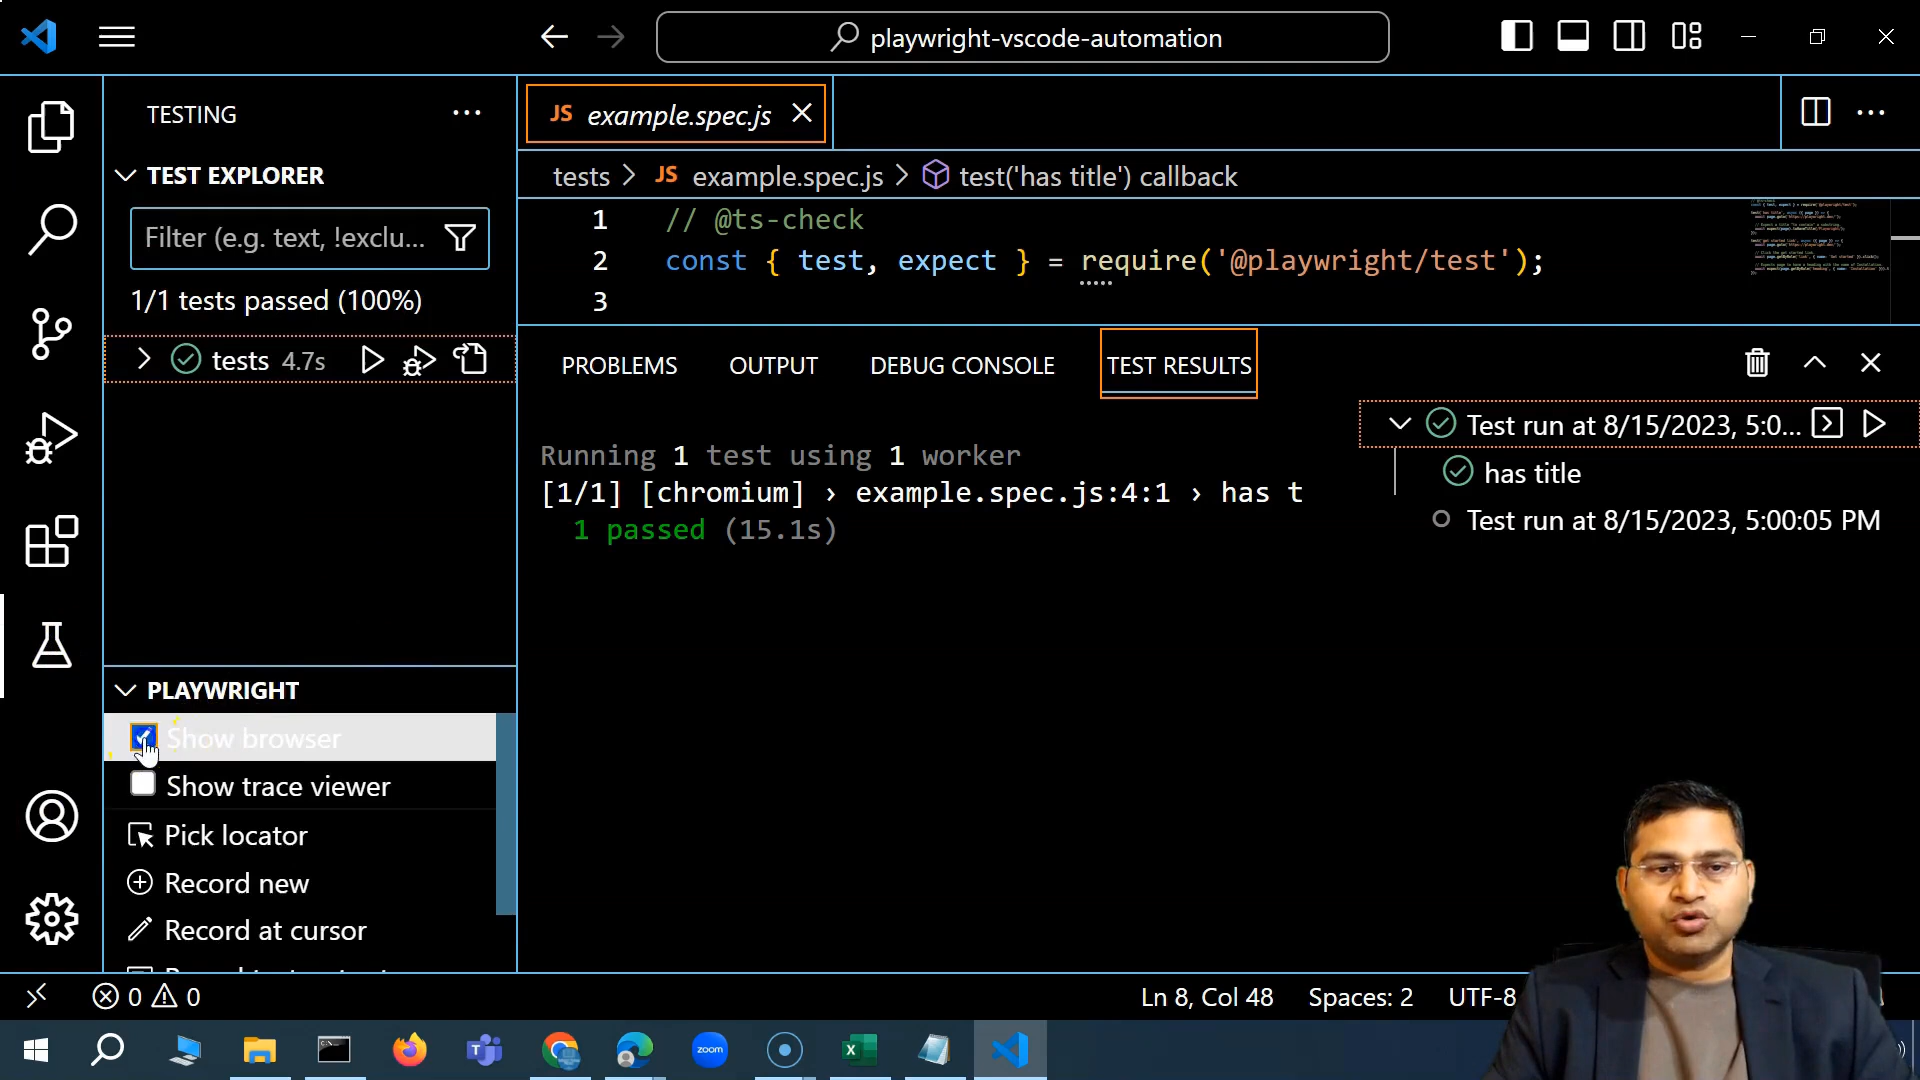 playwright-vscode-automation
TESTING
TEST EXPLORER
Filter (e.g. text, !exclu...
1/1 tests passed (100%)
tests 4.7s
PLAYWRIGHT
Show browser
Show trace viewer
Pick locator
Record new
Record at cursor
JS example.spec.js
tests > JS example.spec.js > test('has title') callback
1 // @ts-check
2 const { test, expect } = require('@playwright/test');
3
PROBLEMS OUTPUT DEBUG CONSOLE TEST RESULTS
Running 1 test using 1 worker
[1/1] [chromium] › example.spec.js:4:1 › has t
1 passed (15.1s)
Test run at 8/15/2023, 5:0...
has title
Test run at 8/15/2023, 5:00:05 PM
0 0
Ln 8, Col 48 Spaces: 2 UTF-8
zoom